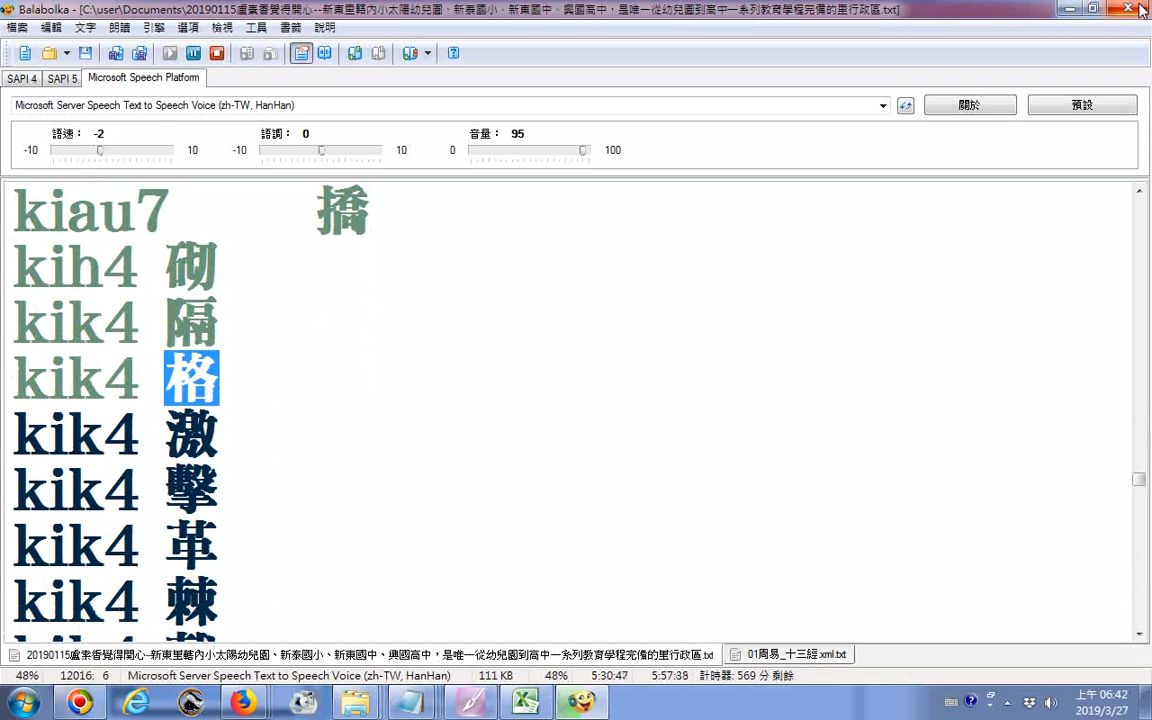 Balabolka - [C:\user\Documents\20190115盧索香覺得開心--新東里轄內小太陽幼兒園、新泰國小、新東國中、興國高中，是唯一從幼兒園到高中一系列教育學程完備的里行政區.txt]
檔案 編輯 文字 朗讀 引擎 選項 檢視 工具 書籤 說明
SAPI 4 SAPI 5 Microsoft Speech Platform
Microsoft Server Speech Text to Speech Voice (zh-TW, HanHan) 關於 預設
語速： -2 語調： 0 音量： 95
-10 10 -10 10 0 100
kiau7 撟
kih4 砌
kik4 隔
kik4 格
kik4 激
kik4 擊
kik4 革
kik4 棘
20190115盧索香覺得開心--新東里轄內小太陽幼兒園、新泰國小、新東國中、興國高中，是唯一從幼兒園到高中一系列教育學程完備的里行政區.txt 01周易_十三經.xml.txt
48% 12016: 6 Microsoft Server Speech Text to Speech Voice (zh-TW, HanHan) 111 KB 48% 5:30:47 5:57:38 計時器: 569 分 剩餘
上午 06:42
2019/3/27